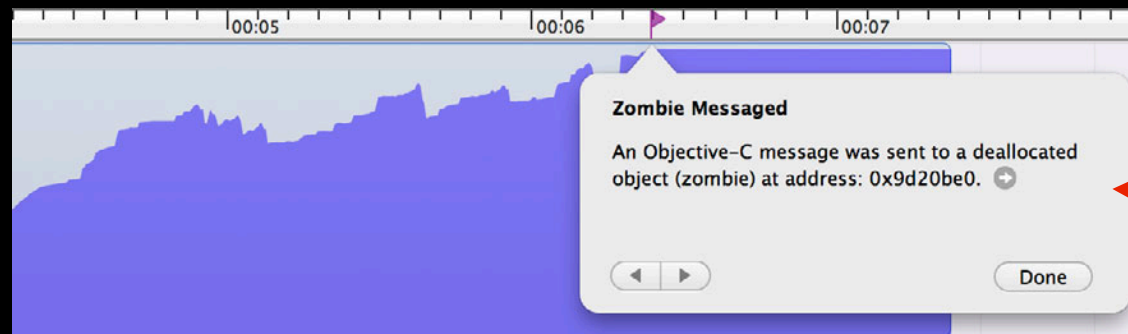 00:05 00:06 00:07
Zombie Messaged
An Objective-C message was sent to a deallocated
object (zombie) at address: 0x9d20be0.
Done